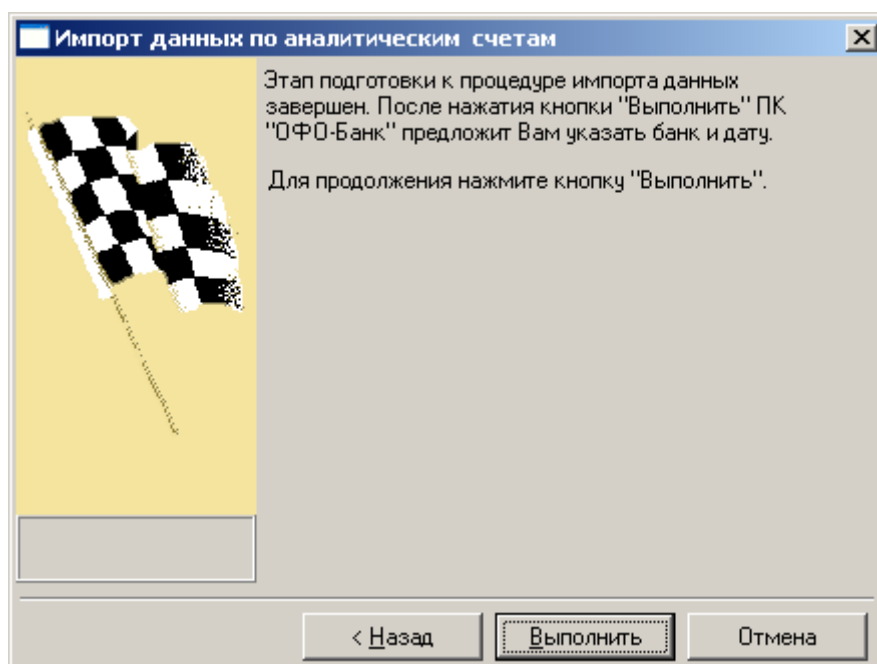 Импорт данных по аналитическим счетам
Этап подготовки к процедуре импорта данных
завершен. После нажатия кнопки "Выполнить" ПК
"ОФО-Банк" предложит Вам указать банк и дату.
Для продолжения нажмите кнопку "Выполнить".
< Назад
Выполнить
Отмена